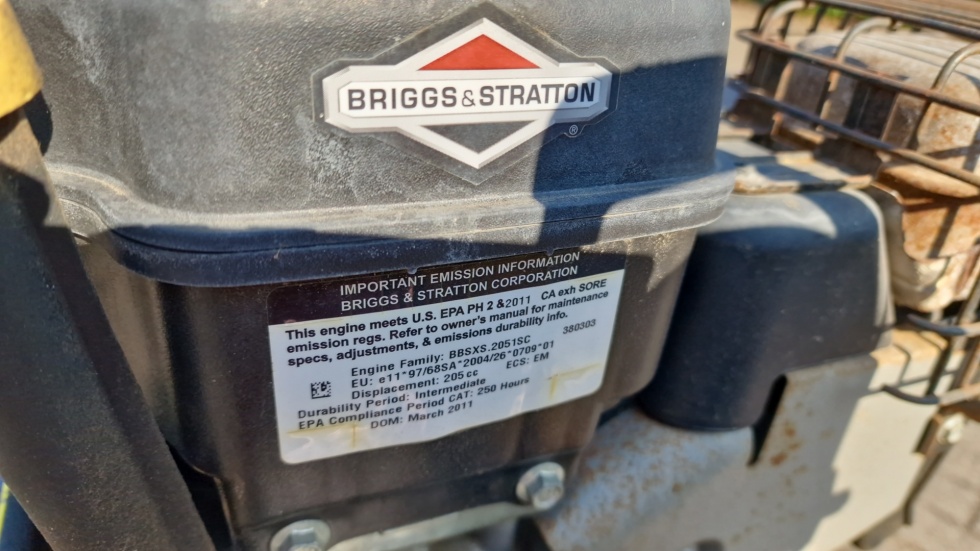 BRIGGS & STRATTON
®
IMPORTANT EMISSION INFORMATION
BRIGGS & STRATTON CORPORATION
This engine meets U.S. EPA PH 2 &2011 CA exh SORE
emission regs. Refer to owner's manual for maintenance
specs, adjustments, & emissions durability info.
380303
Engine Family: BBSXS.2051SC
EU: e11*97/68SA*2004/26*0709*01
Displacement: 205 cc ECS: EM
Durability Period: Intermediate
EPA Compliance Period CAT: 250 Hours
DOM: March 2011